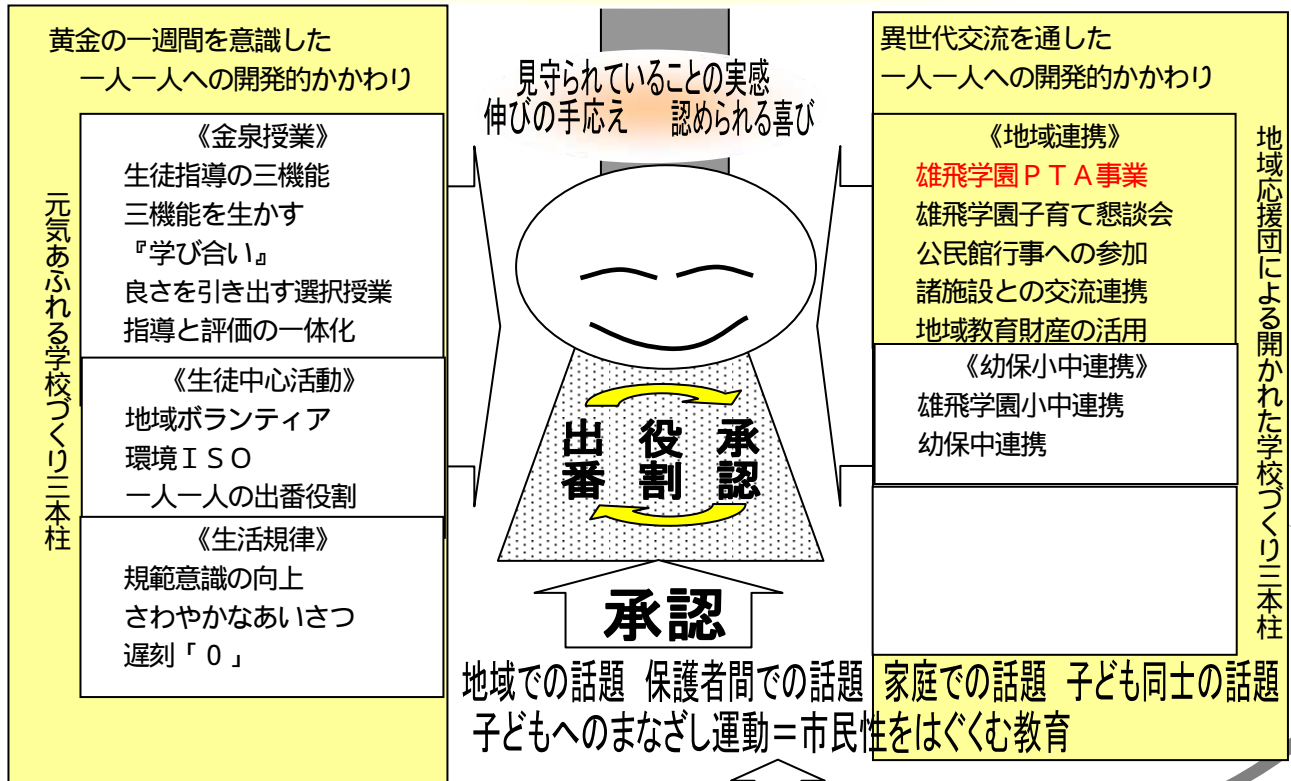 黄金の一週間を意識した
一人一人への開発的かかわり
元気あふれる学校づくり三本柱
《金泉授業》
生徒指導の三機能
三機能を生かす
『学び合い』
良さを引き出す選択授業
指導と評価の一体化
《生徒中心活動》
地域ボランティア
環境ＩＳＯ
一人一人の出番役割
《生活規律》
規範意識の向上
さわやかなあいさつ
遅刻「０」
見守られていることの実感
伸びの手応え　認められる喜び
出番　役割　承認
承認
異世代交流を通した
一人一人への開発的かかわり
《地域連携》
雄飛学園ＰＴＡ事業
雄飛学園子育て懇談会
公民館行事への参加
諸施設との交流連携
地域教育財産の活用
《幼保小中連携》
雄飛学園小中連携
幼保中連携
地域応援団による開かれた学校づくり三本柱
地域での話題　保護者間での話題　家庭での話題　子ども同士の話題
子どもへのまなざし運動＝市民性をはぐくむ教育